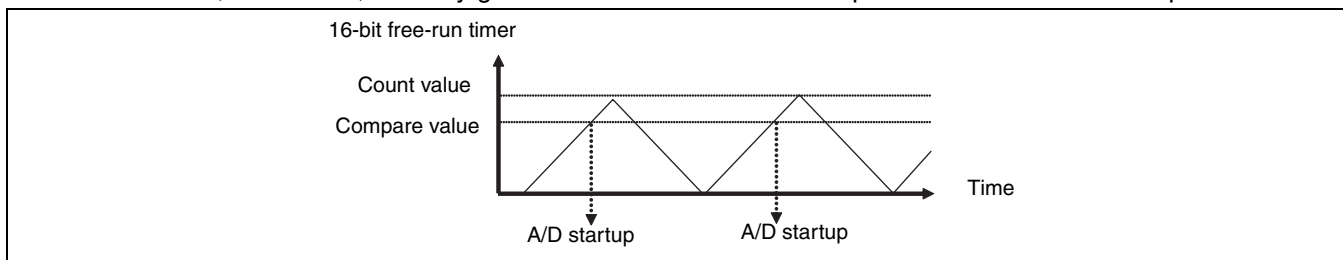 16-bit free-run timer
Count value
Compare value
Time
A/D startup
A/D startup